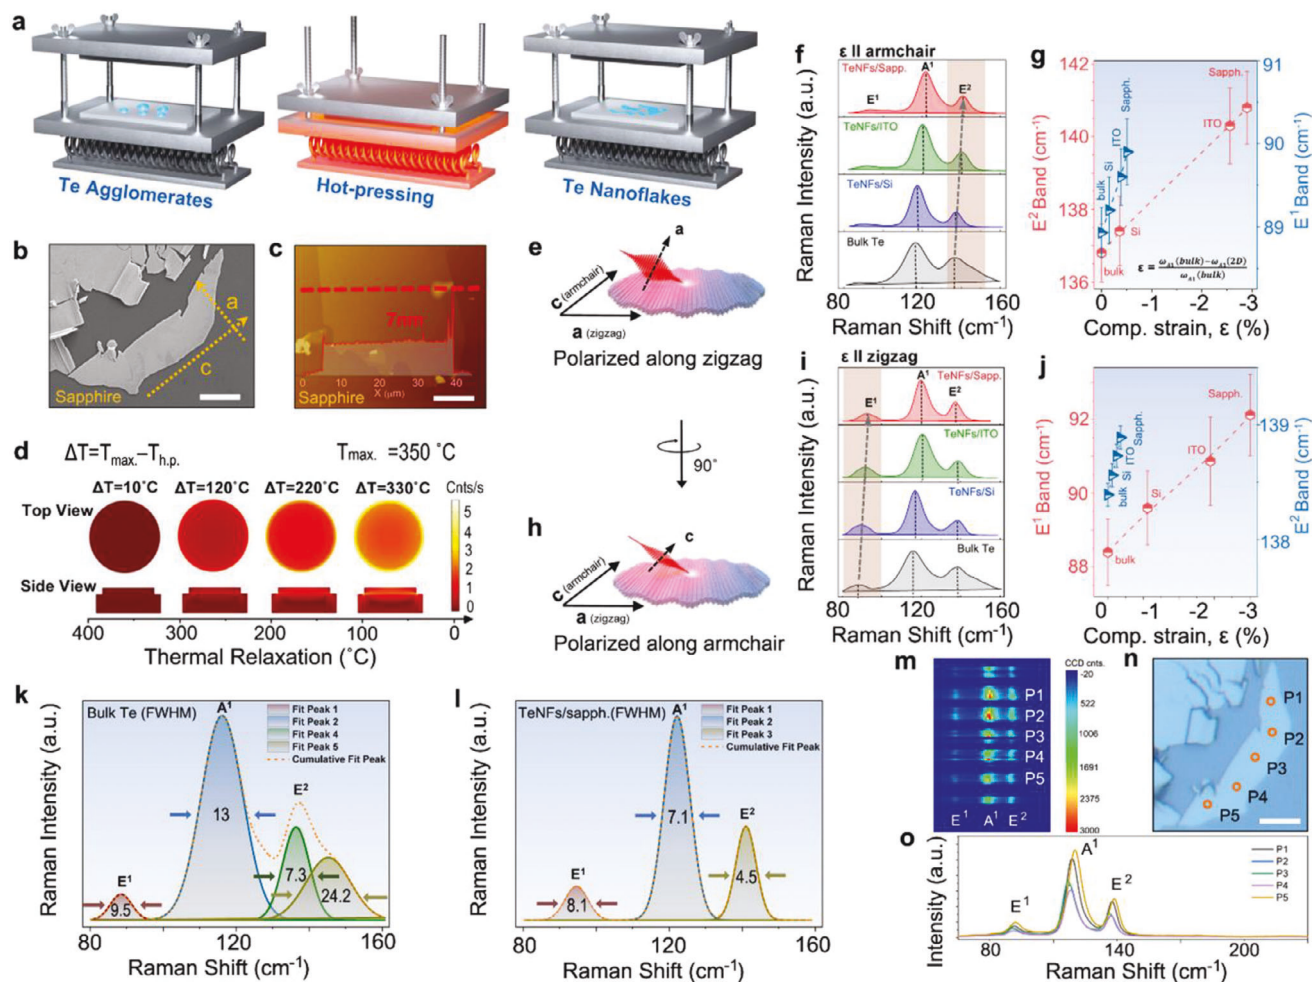 a
Te Agglomerates
Hot-pressing
Te Nanoflakes
b
a
c
Sapphire
c
7nm
0 10 20 30 40
X (μm)
Sapphire
d
ΔT=Tmax.–Th.p.
Tmax. =350 ˚C
ΔT=10˚C
ΔT=120˚C
ΔT=220˚C
ΔT=330˚C
Cnts/s
Top View
Side View
5
4
3
2
1
0
400 300 200 100 0
Thermal Relaxation (˚C)
e
a
c (armchair)
a (zigzag)
Polarized along zigzag
90˚
h
c
c (armchair)
a (zigzag)
Polarized along armchair
f
ε II armchair
TeNFs/Sapp.
A1
E1
E2
TeNFs/ITO
TeNFs/Si
Bulk Te
Raman Intensity (a.u.)
80 120 160
Raman Shift (cm-1)
g
142
140
138
136
E2 Band (cm-1)
91
90
89
E1 Band (cm-1)
bulk
Si
ITO
Sapph.
bulk
Si
ITO
Sapph.
ε = ωA1(bulk)−ωA1(2D)
ωA1(bulk)
0 -1 -2 -3
Comp. strain, ε (%)
i
ε II zigzag
A1
TeNFs/Sapp.
E1
E2
TeNFs/ITO
TeNFs/Si
Bulk Te
Raman Intensity (a.u.)
80 120 160
Raman Shift (cm-1)
j
92
90
88
E1 Band (cm-1)
139
138
E2 Band (cm-1)
bulk
Si
ITO
Sapph.
bulk
Si
ITO
Sapph.
0 -1 -2 -3
Comp. strain, ε (%)
k
Bulk Te (FWHM)
A1
Fit Peak 1
Fit Peak 2
Fit Peak 4
Fit Peak 5
Cumulative Fit Peak
E2
E1
13
7.3
24.2
9.5
Raman Intensity (a.u.)
80 120 160
Raman Shift (cm-1)
l
TeNFs/sapph.(FWHM)
A1
Fit Peak 1
Fit Peak 2
Fit Peak 3
Cumulative Fit Peak
E2
E1
7.1
4.5
8.1
Raman Intensity (a.u.)
80 120 160
Raman Shift (cm-1)
m
P1
P2
P3
P4
P5
E1 A1 E2
CCD cnts.
-20
522
1006
1691
2375
3000
n
P1
P2
P3
P4
P5
o
A1
E1
E2
P1
P2
P3
P4
P5
Intensity (a.u.)
80 140 200
Raman Shift (cm-1)